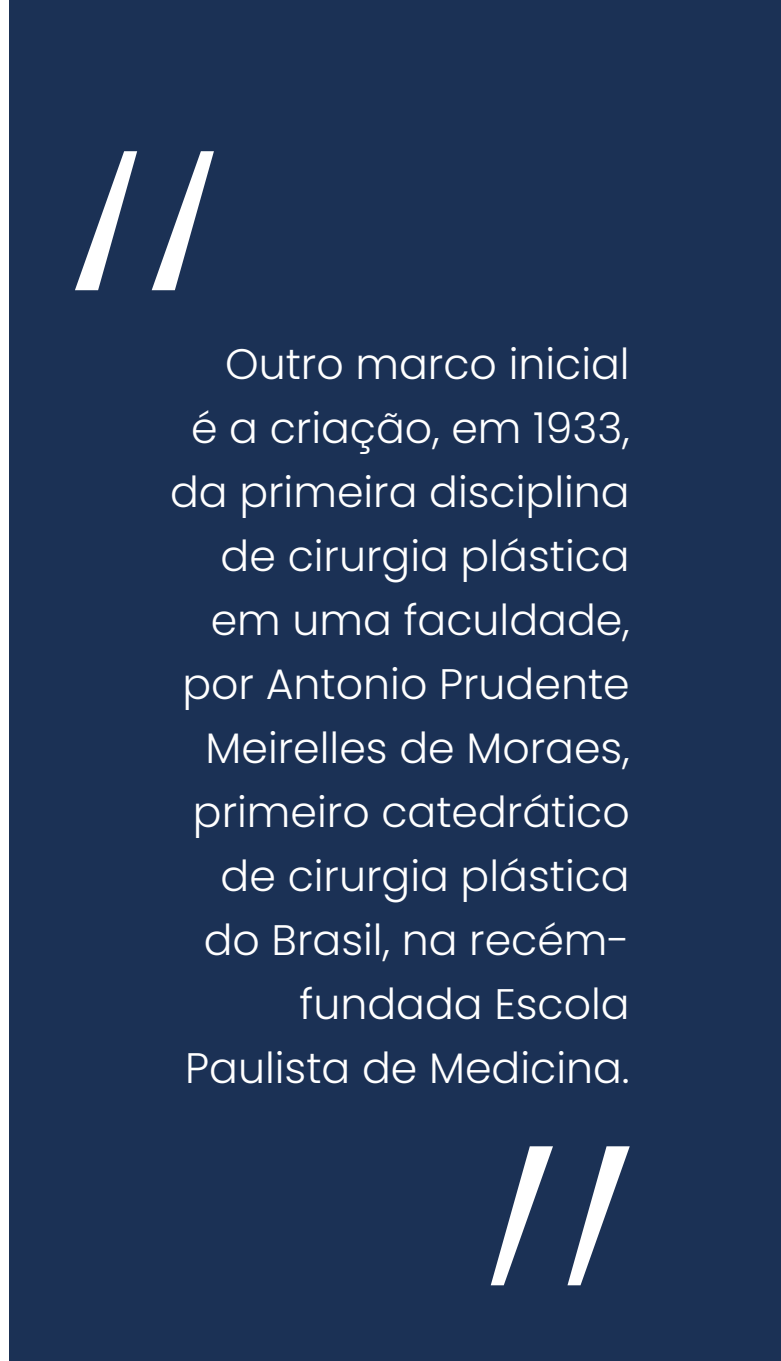 Outro marco inicial
é a criação, em 1933,
da primeira disciplina
de cirurgia plástica
em uma faculdade,
por Antonio Prudente
Meirelles de Moraes,
primeiro catedrático
de cirurgia plástica
do Brasil, na recém-
fundada Escola
Paulista de Medicina.